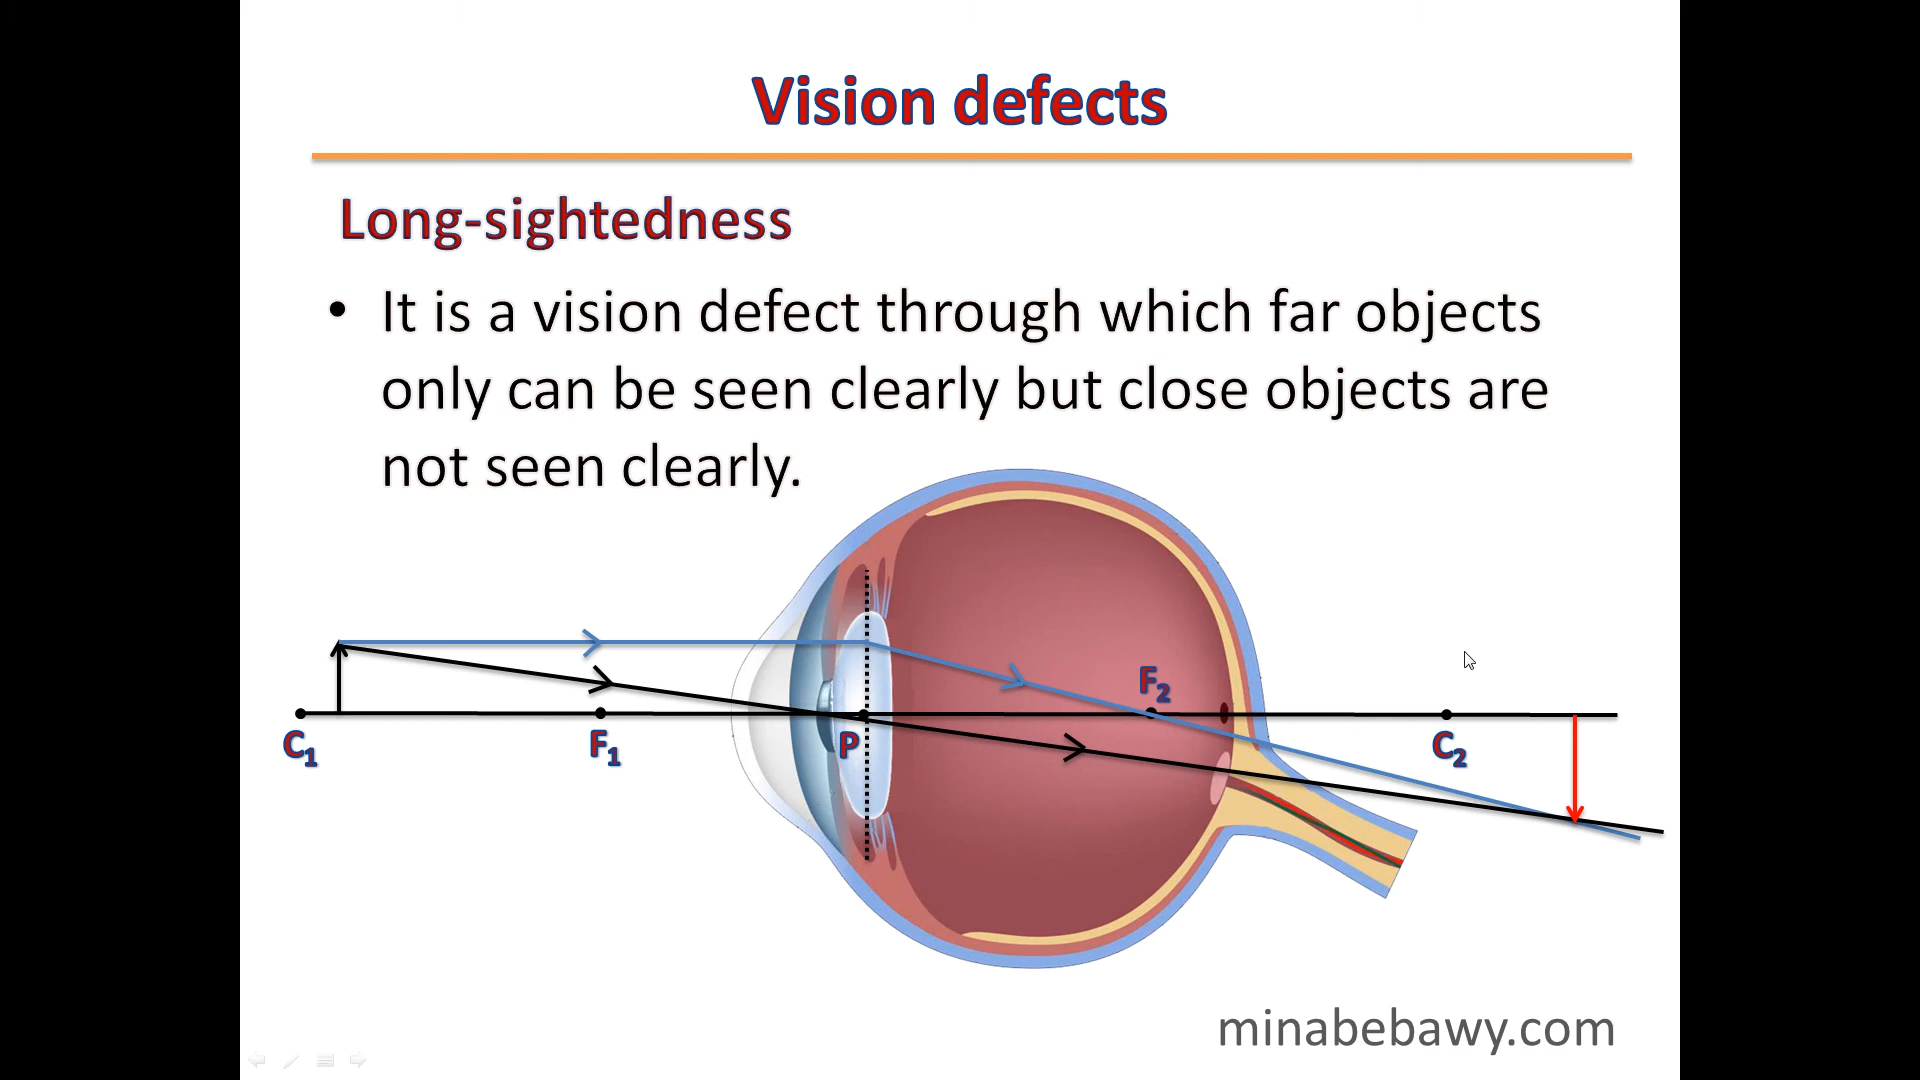 Vision defects
Long-sightedness
• It is a vision defect through which far objects
only can be seen clearly but close objects are
not seen clearly.
F₂
C₁
F₁
P
C₂
minabebawy.com